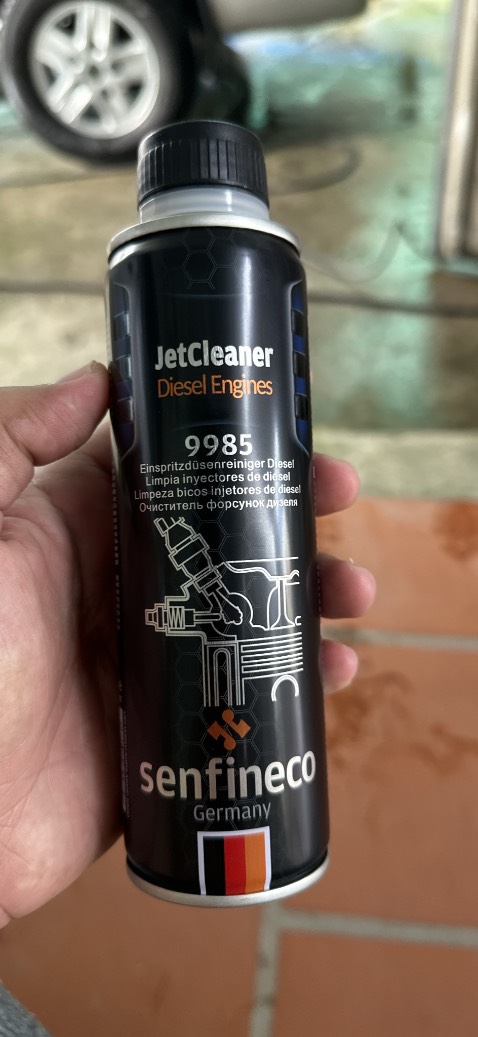 JetCleaner
Diesel Engines
9985
Einspritzdüsenreiniger Diesel
Limpia inyectores de diésel
Limpeza bicos injetores de diesel
Очиститель форсунок дизеля
senfineco
Germany